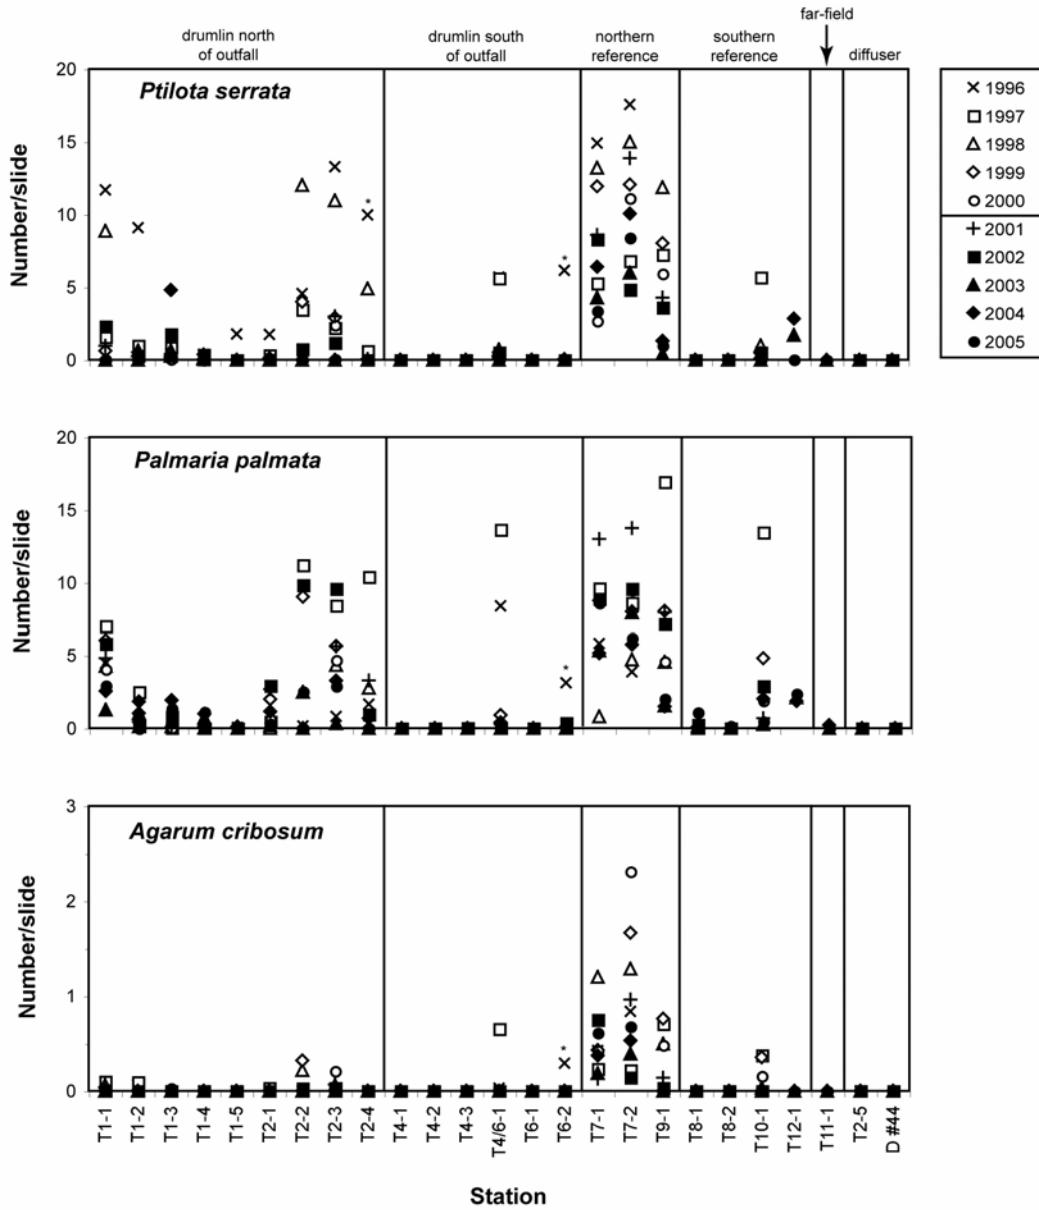 far-field
drumlin north of outfall
drumlin south of outfall
northern reference
southern reference
diffuser
20
15
10
5
0
Number/slide
Ptilota serrata
*
*
1996
1997
1998
1999
2000
2001
2002
2003
2004
2005
20
15
10
5
0
Number/slide
Palmaria palmata
*
3
2
1
0
Number/slide
Agarum cribosum
*
T1-1
T1-2
T1-3
T1-4
T1-5
T2-1
T2-2
T2-3
T2-4
T4-1
T4-2
T4-3
T4/6-1
T6-1
T6-2
T7-1
T7-2
T9-1
T8-1
T8-2
T10-1
T12-1
T11-1
T2-5
D #44
Station